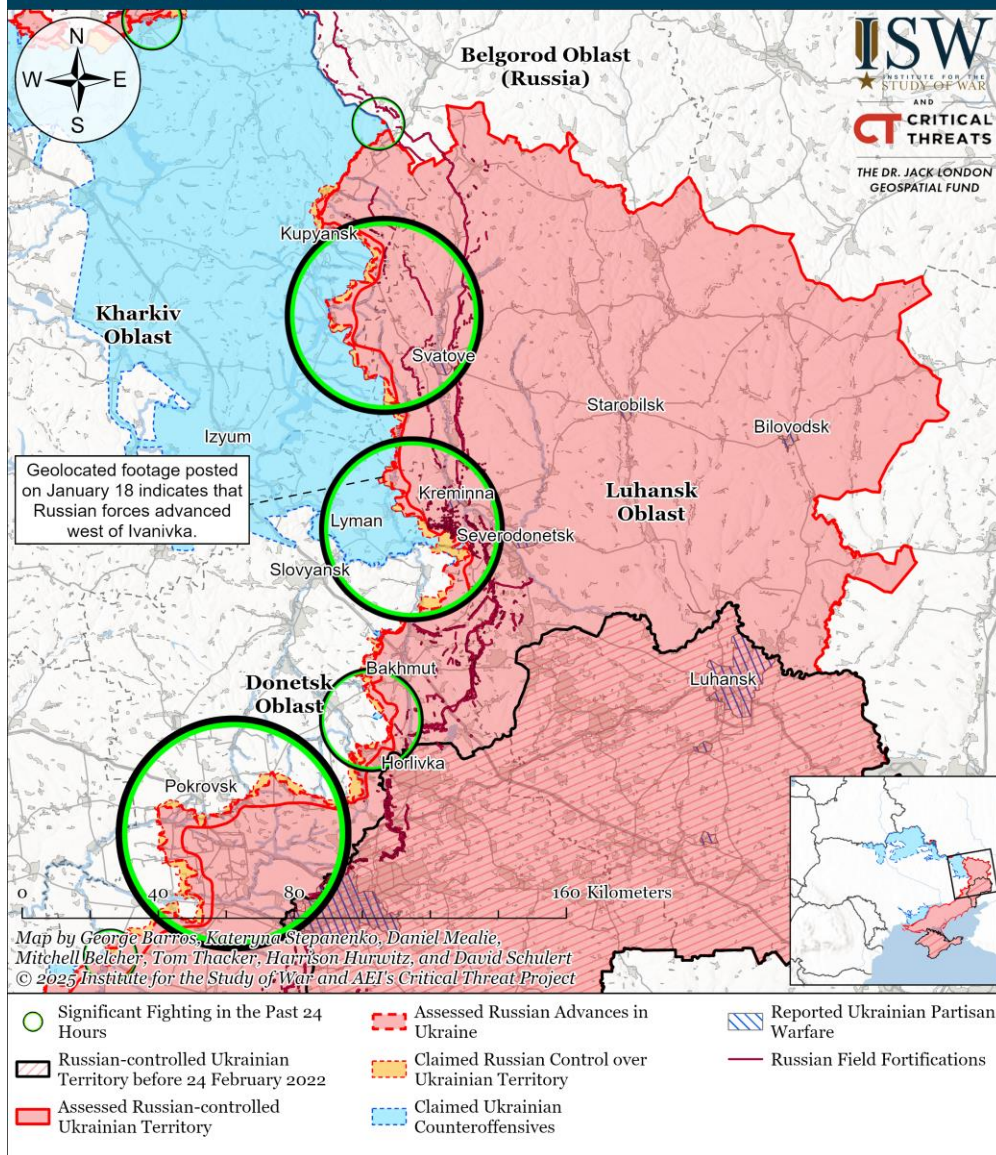 N
W E
S
Belgorod Oblast
(Russia)
ISW
INSTITUTE FOR THE
STUDY OF WAR
AND
CT CRITICAL
THREATS
THE DR. JACK LONDON
GEOSPATIAL FUND
Kupyansk
Kharkiv
Oblast
Svatove
Starobilsk
Bilovodsk
Izyum
Geolocated footage posted
on January 18 indicates that
Russian forces advanced
west of Ivanivka.
Kreminna
Luhansk
Oblast
Lyman
Severodonetsk
Slovyansk
Bakhmut
Luhansk
Donetsk
Oblast
Horlivka
Pokrovsk
0 40 80 160 Kilometers
Map by George Barros, Kateryna Stepanenko, Daniel Mealie,
Mitchell Belcher, Tom Thacker, Harrison Hurwitz, and David Schulert
© 2025 Institute for the Study of War and AEI's Critical Threat Project
Significant Fighting in the Past 24
Hours
Russian-controlled Ukrainian
Territory before 24 February 2022
Assessed Russian-controlled
Ukrainian Territory
Assessed Russian Advances in
Ukraine
Claimed Russian Control over
Ukrainian Territory
Claimed Ukrainian
Counteroffensives
Reported Ukrainian Partisan
Warfare
Russian Field Fortifications